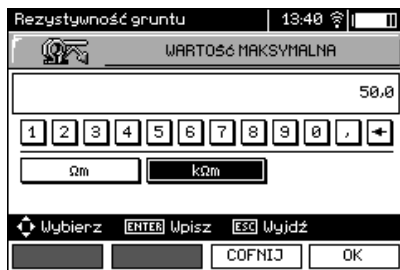 Rezystywność gruntu 13:40
WARTOŚĆ MAKSYMALNA
50,0
1 2 3 4 5 6 7 8 9 0 , ←
Ωm kΩm
Wybierz ENTER Wpisz ESC Wyjdź
COFNIJ OK